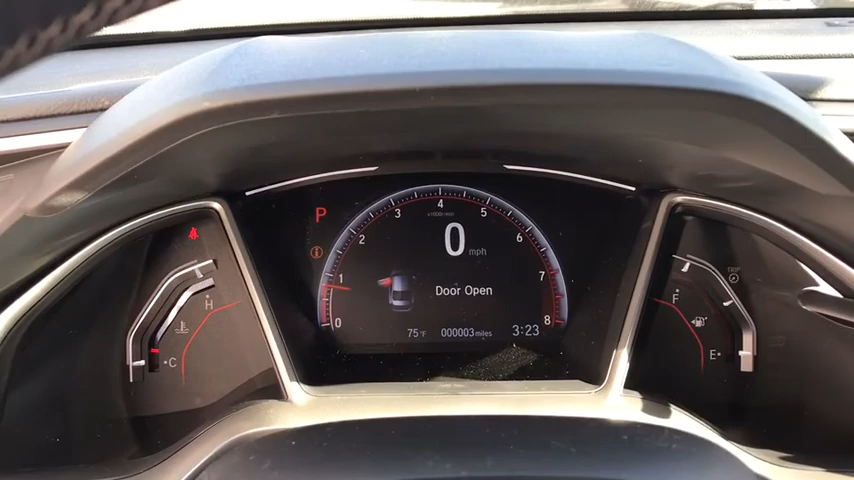 P
0 1 2 3 4 5 6 7 8
x1000r/min
0 mph
Door Open
75°F 000003 miles 3:23
H
C
TRIP
F
E